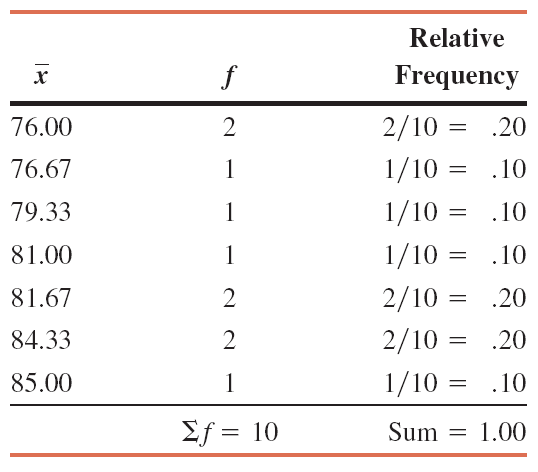 Relative
x̄ f Frequency
76.00 2 2/10 = .20
76.67 1 1/10 = .10
79.33 1 1/10 = .10
81.00 1 1/10 = .10
81.67 2 2/10 = .20
84.33 2 2/10 = .20
85.00 1 1/10 = .10
Σf = 10 Sum = 1.00